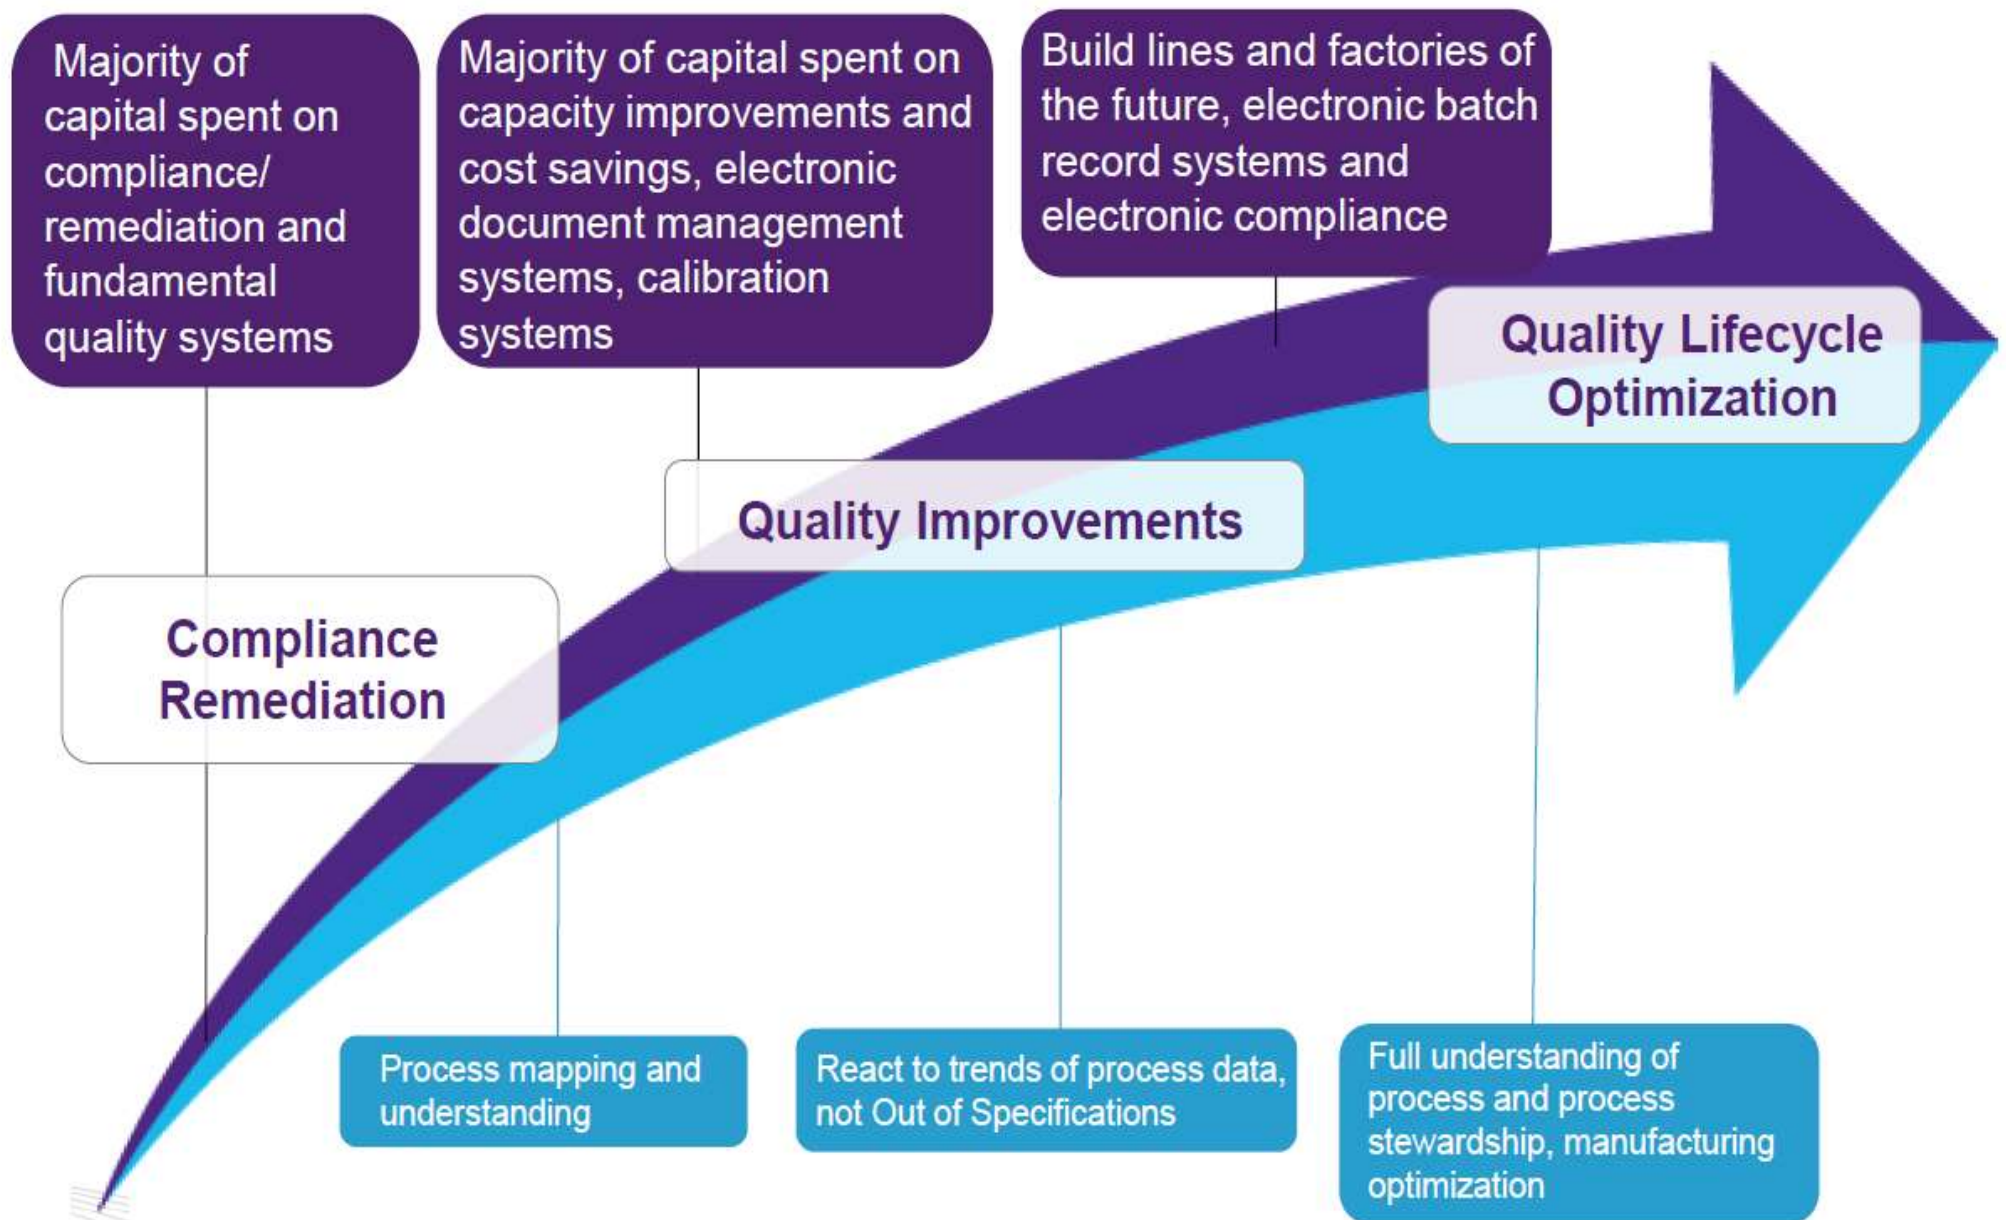 Majority of
capital spent on
compliance/
remediation and
fundamental
quality systems
Majority of capital spent on
capacity improvements and
cost savings, electronic
document management
systems, calibration
systems
Build lines and factories of
the future, electronic batch
record systems and
electronic compliance
Quality Lifecycle
Optimization
Quality Improvements
Compliance
Remediation
Process mapping and
understanding
React to trends of process data,
not Out of Specifications
Full understanding of
process and process
stewardship, manufacturing
optimization